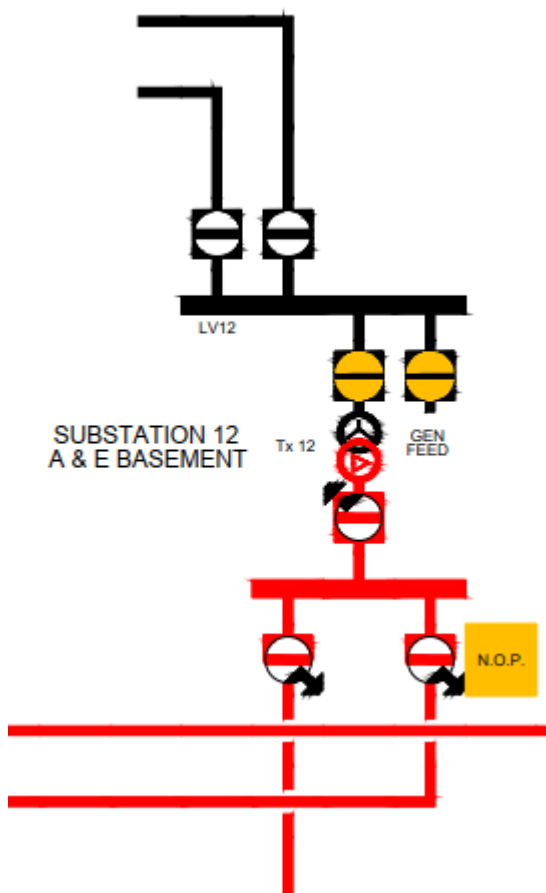 LV12
SUBSTATION 12
A & E BASEMENT
Tx 12
GEN
FEED
N.O.P.